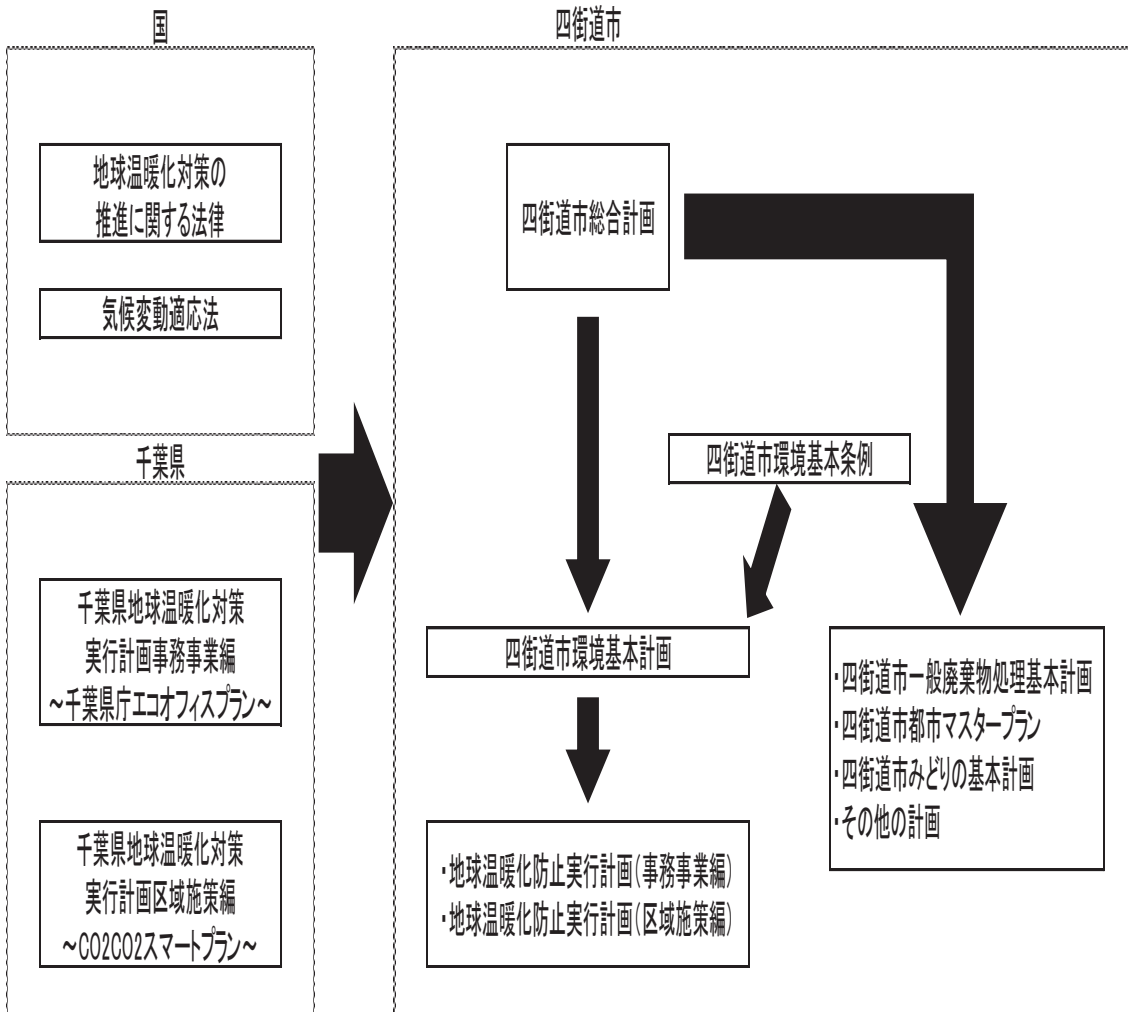 国
地球温暖化対策の
推進に関する法律
気候変動適応法
千葉県
千葉県地球温暖化対策
実行計画事務事業編
～千葉県庁エコオフィスプラン～
千葉県地球温暖化対策
実行計画区域施策編
～CO2CO2スマートプラン～
四街道市
四街道市総合計画
四街道市環境基本条例
四街道市環境基本計画
・地球温暖化防止実行計画(事務事業編)
・地球温暖化防止実行計画(区域施策編)
・四街道市一般廃棄物処理基本計画
・四街道市都市マスタープラン
・四街道市みどりの基本計画
・その他の計画